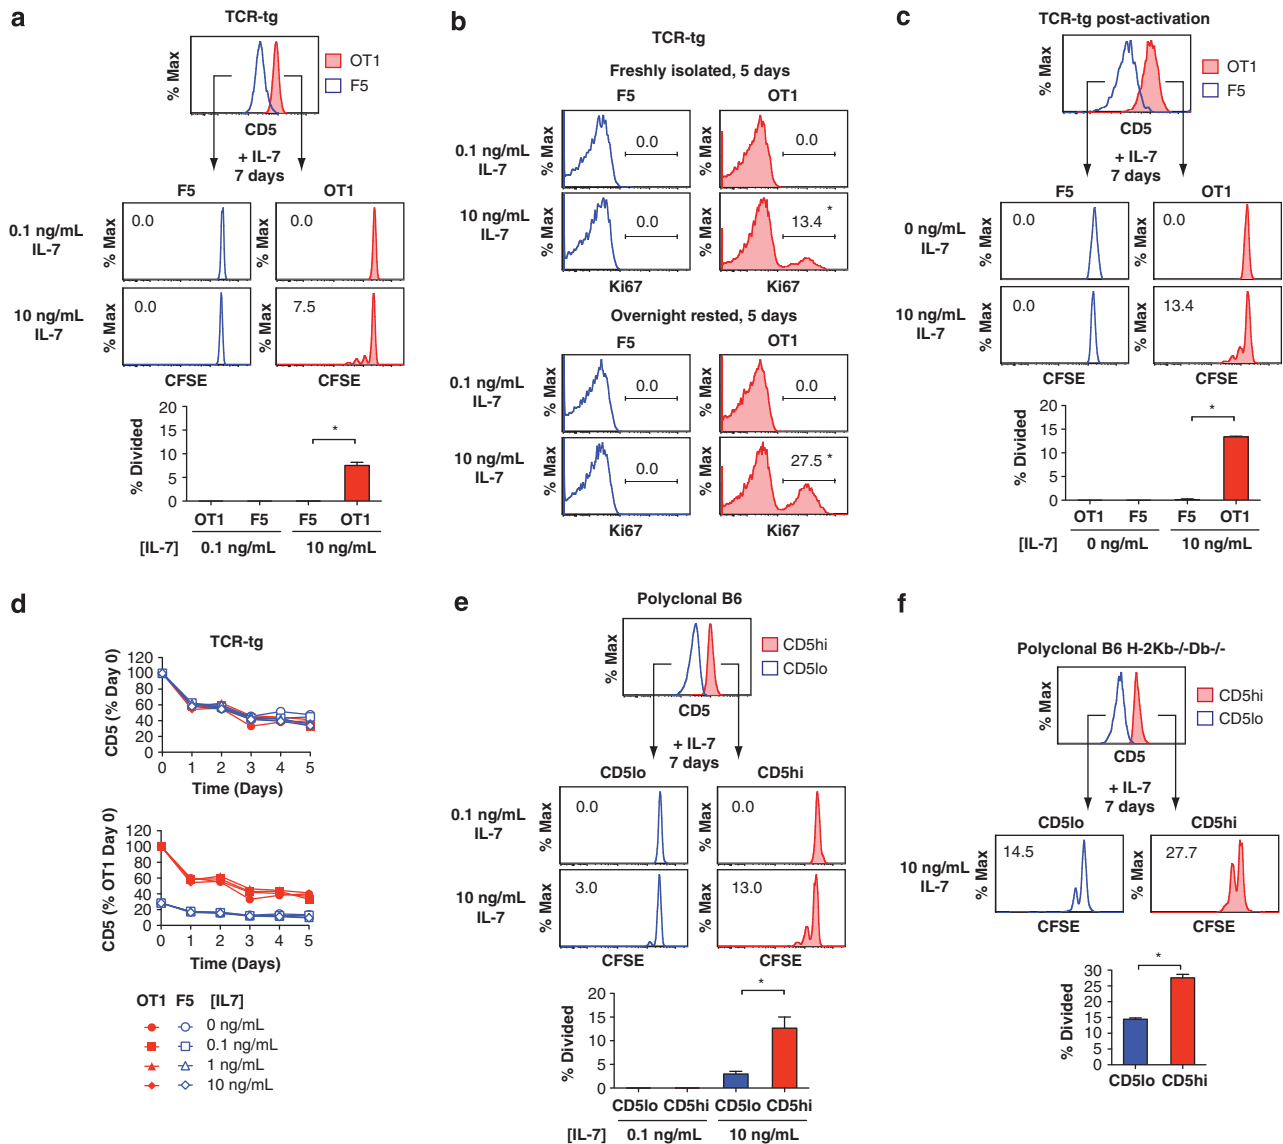 a
TCR-tg
% Max
OT1
F5
CD5
+ IL-7
7 days
F5
OT1
0.1 ng/mL
IL-7
% Max
0.0
% Max
0.0
10 ng/mL
IL-7
% Max
0.0
% Max
7.5
CFSE
CFSE
% Divided
20
15
10
5
0
*
OT1
F5
F5
OT1
[IL-7]
0.1 ng/mL
10 ng/mL
b
TCR-tg
Freshly isolated, 5 days
F5
OT1
0.1 ng/mL
IL-7
% Max
0.0
% Max
0.0
10 ng/mL
IL-7
% Max
0.0
% Max
13.4 *
Ki67
Ki67
Overnight rested, 5 days
F5
OT1
0.1 ng/mL
IL-7
% Max
0.0
% Max
0.0
10 ng/mL
IL-7
% Max
0.0
% Max
27.5 *
Ki67
Ki67
c
TCR-tg post-activation
% Max
OT1
F5
CD5
+ IL-7
7 days
F5
OT1
0 ng/mL
IL-7
% Max
0.0
% Max
0.0
10 ng/mL
IL-7
% Max
0.0
% Max
13.4
CFSE
CFSE
% Divided
20
15
10
5
0
*
OT1
F5
F5
OT1
[IL-7]
0 ng/mL
10 ng/mL
d
TCR-tg
CD5 (% Day 0)
120
100
80
60
40
20
0
0 1 2 3 4 5
Time (Days)
CD5 (% OT1 Day 0)
120
100
80
60
40
20
0
0 1 2 3 4 5
Time (Days)
OT1 F5 [IL7]
0 ng/mL
0.1 ng/mL
1 ng/mL
10 ng/mL
e
Polyclonal B6
% Max
CD5hi
CD5lo
CD5
+ IL-7
7 days
CD5lo
CD5hi
0.1 ng/mL
IL-7
% Max
0.0
% Max
0.0
10 ng/mL
IL-7
% Max
3.0
% Max
13.0
CFSE
CFSE
% Divided
20
15
10
5
0
*
CD5lo CD5hi CD5lo CD5hi
[IL-7]
0.1 ng/mL
10 ng/mL
f
Polyclonal B6 H-2Kb-/-Db-/-
% Max
CD5hi
CD5lo
CD5
+ IL-7
7 days
CD5lo
CD5hi
10 ng/mL
IL-7
% Max
14.5
% Max
27.7
CFSE
CFSE
% Divided
30
25
20
15
10
5
0
*
CD5lo CD5hi